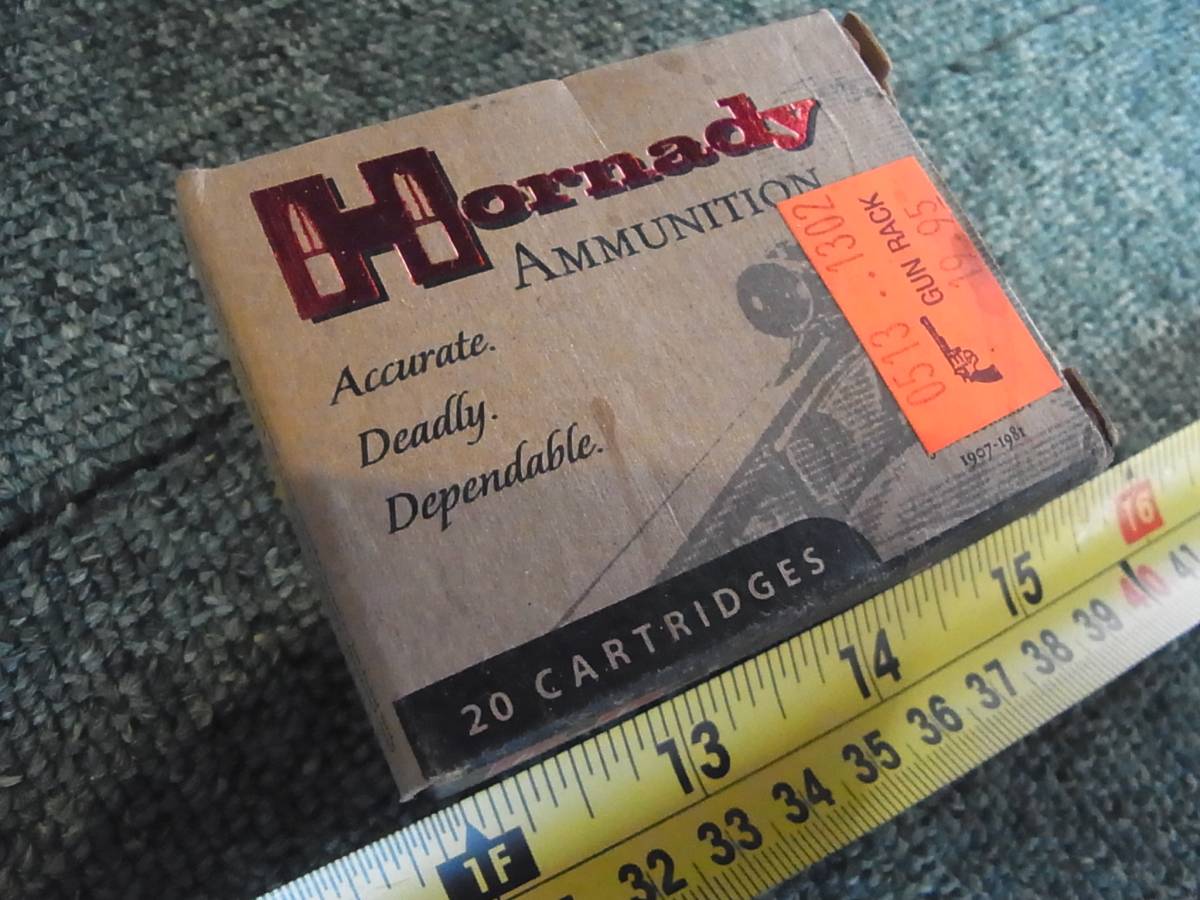 Hornady
AMMUNITION
Accurate.
Deadly.
Dependable.
0513 . . 1302
GUN RACK
19.95
1907-1981
20 CARTRIDGES
1F 13 14 15 16
32 33 34 35 36 37 38 39 40 41